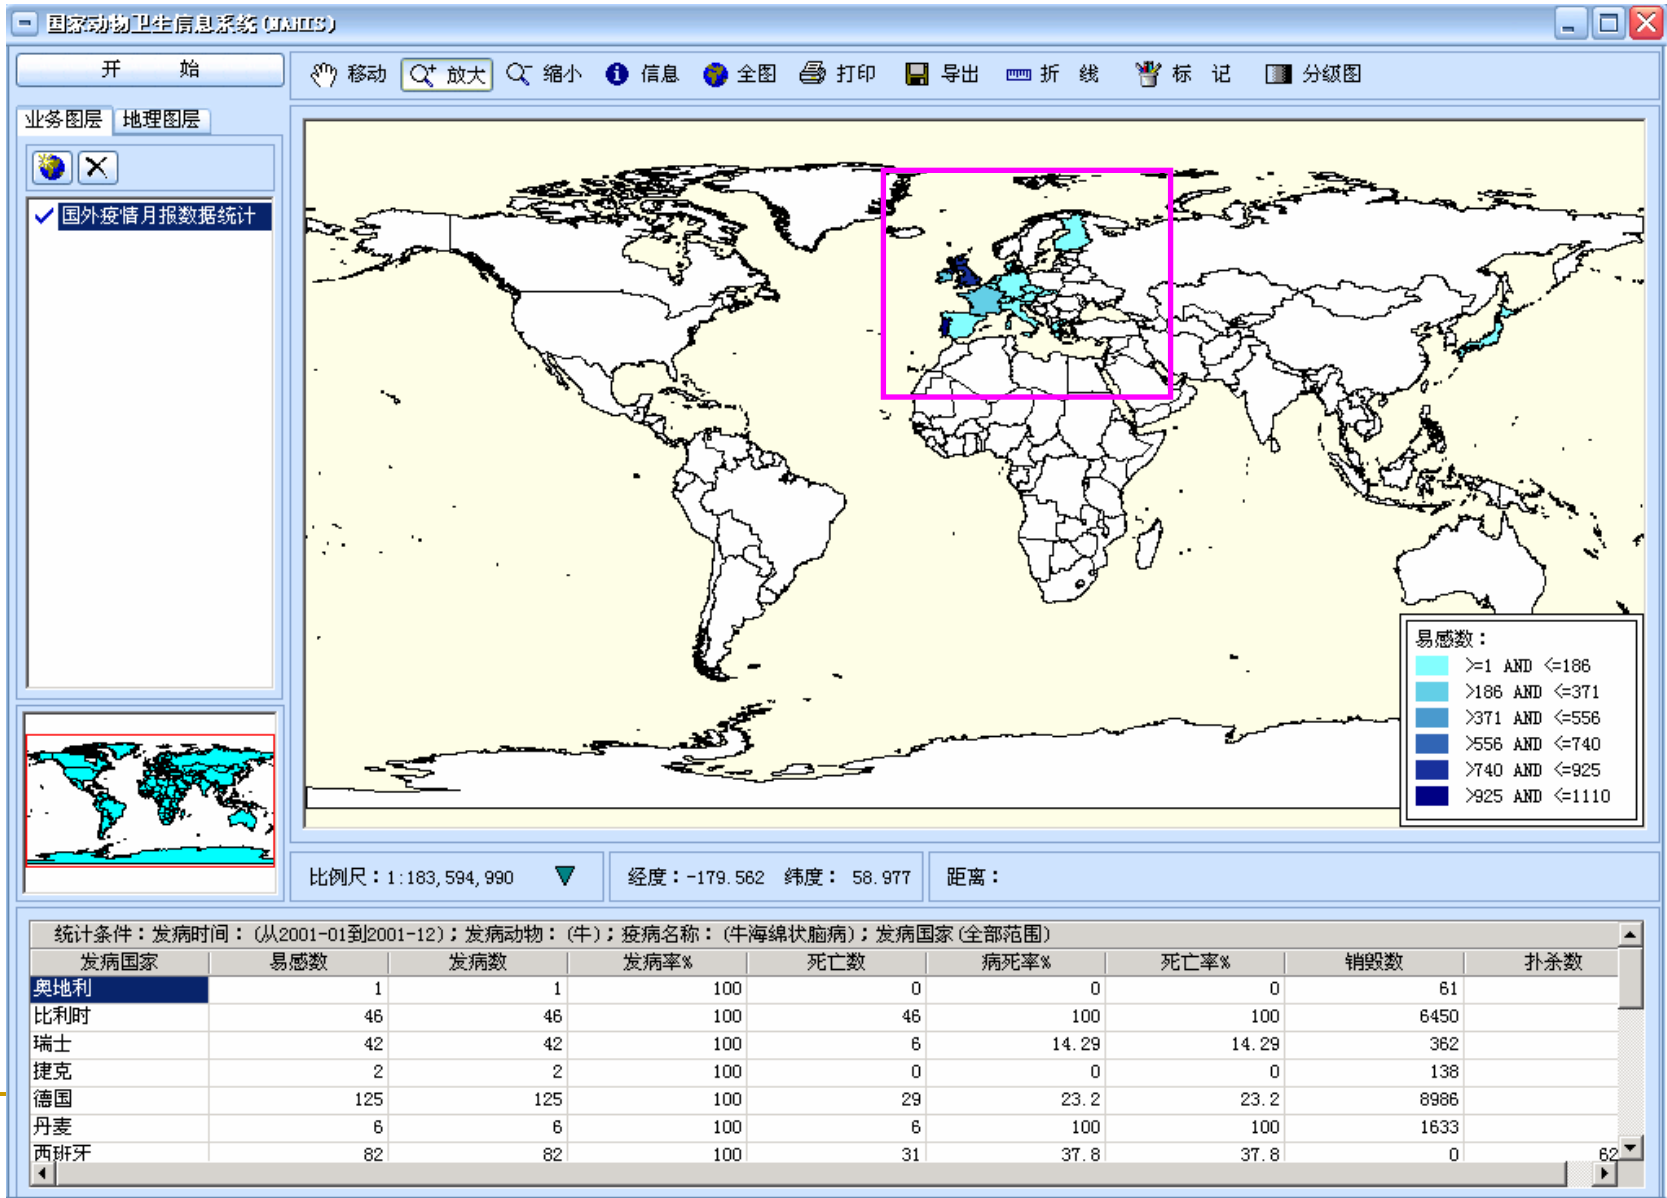 国家动物卫生信息系统(NAHIS)
开 始
移动 放大 缩小 信息 全图 打印 导出 折 线 标 记 分级图
业务图层 地理图层
国外疫情月报数据统计
易感数：
>=1 AND <=186
>186 AND <=371
>371 AND <=556
>556 AND <=740
>740 AND <=925
>925 AND <=1110
比例尺：1:183,594,990 经度：-179.562 纬度： 58.977 距离：
统计条件：发病时间：(从2001-01到2001-12)；发病动物：(牛)；疫病名称：(牛海绵状脑病)；发病国家(全部范围)
发病国家 易感数 发病数 发病率% 死亡数 病死率% 死亡率% 销毁数 扑杀数
奥地利 1 1 100 0 0 0 61
比利时 46 46 100 46 100 100 6450
瑞士 42 42 100 6 14.29 14.29 362
捷克 2 2 100 0 0 0 138
德国 125 125 100 29 23.2 23.2 8986
丹麦 6 6 100 6 100 100 1633
西班牙 82 82 100 31 37.8 37.8 0 62